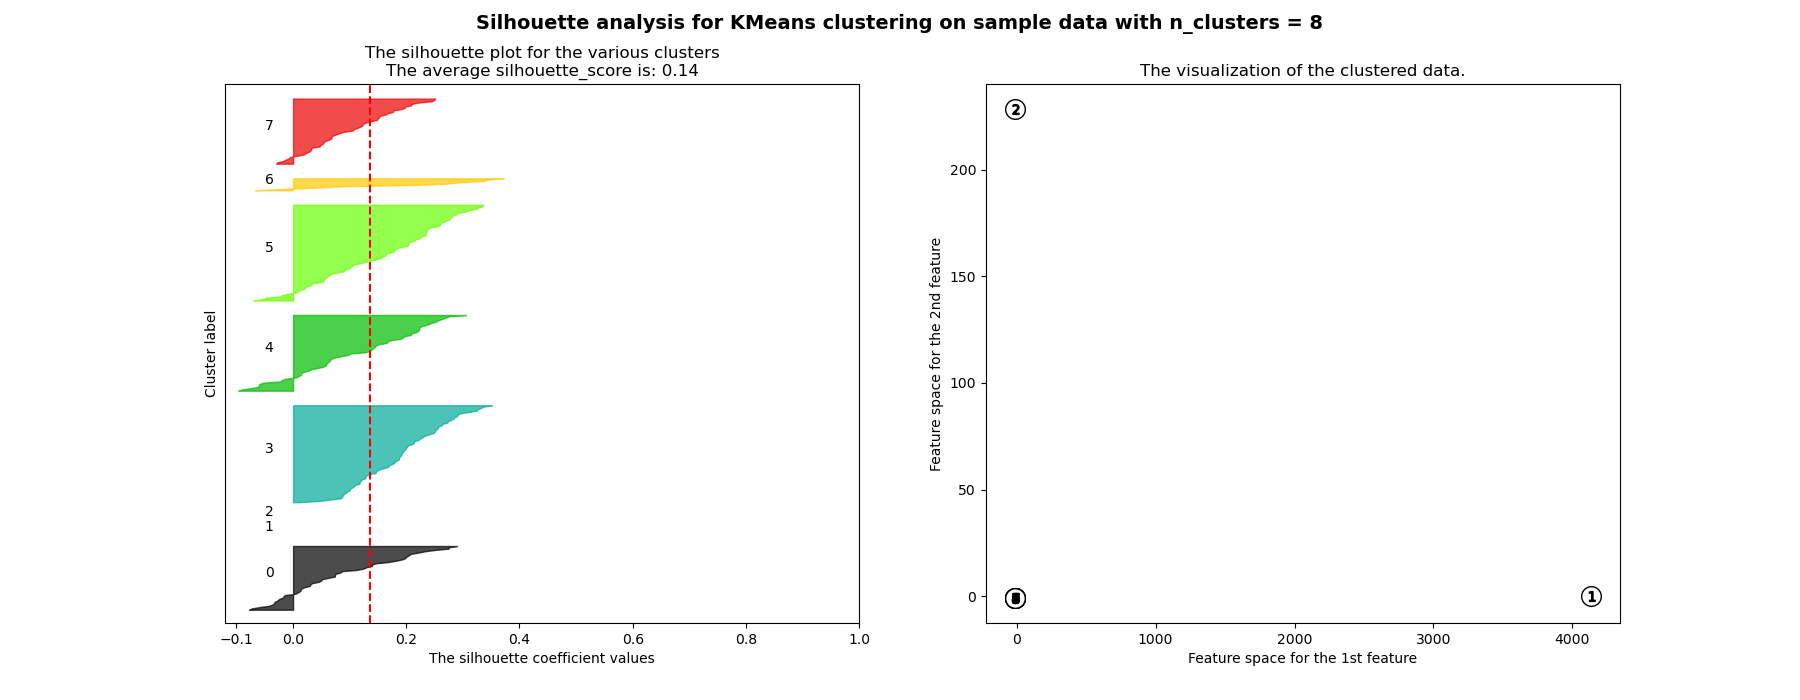 Silhouette analysis for KMeans clustering on sample data with n_clusters = 8
The silhouette plot for the various clusters
The average silhouette_score is: 0.14
7
6
5
4
3
2
1
0
Cluster label
−0.1 0.0 0.2 0.4 0.6 0.8 1.0
The silhouette coefficient values
The visualization of the clustered data.
2
1
200
150
100
50
0
Feature space for the 2nd feature
0 1000 2000 3000 4000
Feature space for the 1st feature